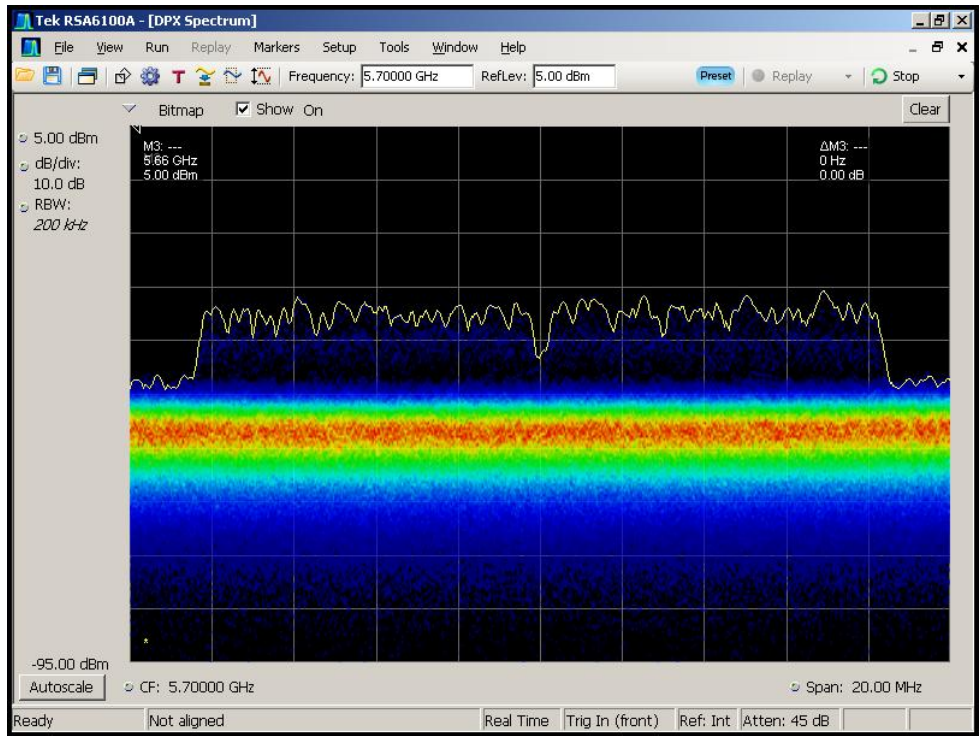 Tek RSA6100A - [DPX Spectrum]
File View Run Replay Markers Setup Tools Window Help
Frequency: 5.70000 GHz RefLev: 5.00 dBm Preset Replay Stop
Bitmap Show On Clear
5.00 dBm
dB/div:
10.0 dB
RBW:
200 kHz
M3: ---
5.66 GHz
5.00 dBm
ΔM3: ---
0 Hz
0.00 dB
-95.00 dBm
Autoscale CF: 5.70000 GHz Span: 20.00 MHz
Ready Not aligned Real Time Trig In (front) Ref: Int Atten: 45 dB